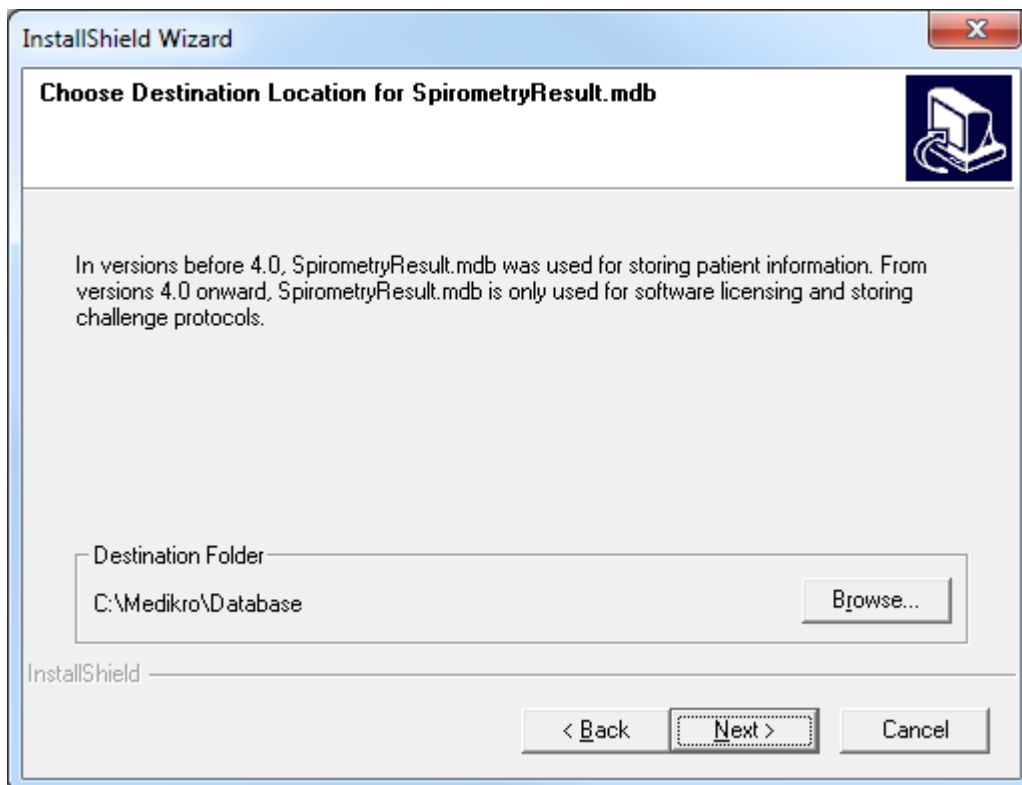 InstallShield Wizard
Choose Destination Location for SpirometryResult.mdb
In versions before 4.0, SpirometryResult.mdb was used for storing patient information. From
versions 4.0 onward, SpirometryResult.mdb is only used for software licensing and storing
challenge protocols.
Destination Folder
C:\Medikro\Database
Browse...
InstallShield
< Back
Next >
Cancel